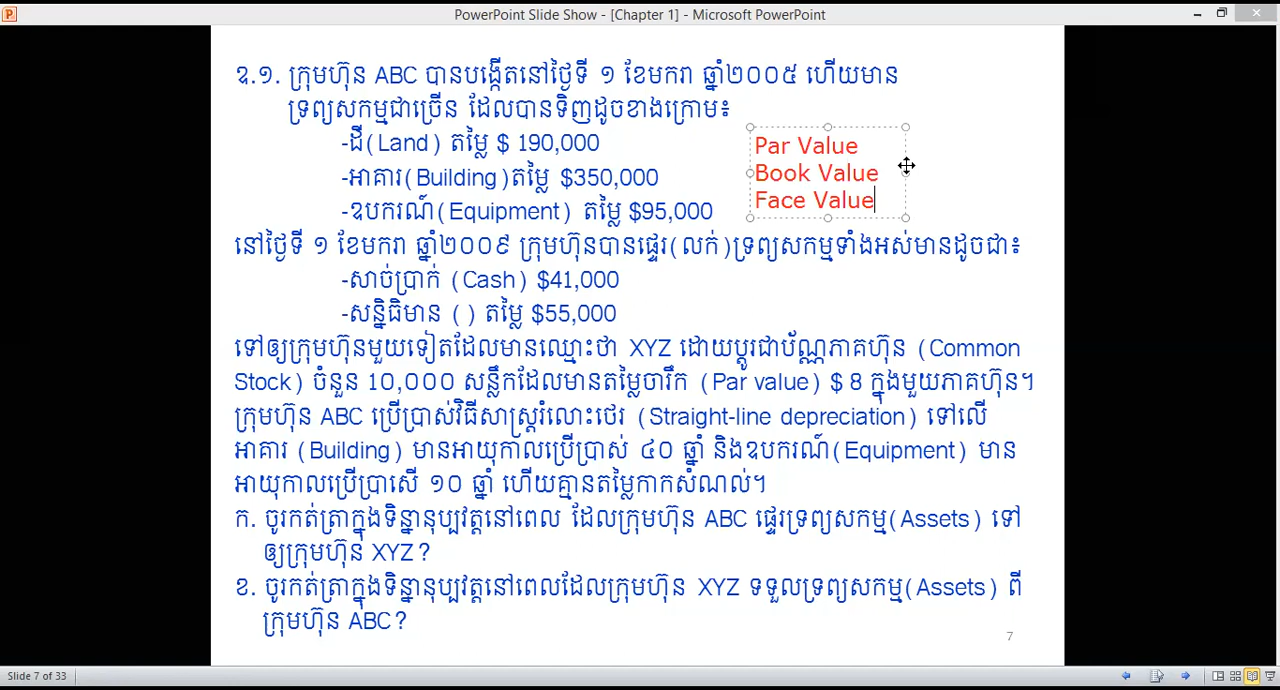 PowerPoint Slide Show - [Chapter 1] - Microsoft PowerPoint
ឧ.១. ក្រុមហ៊ុន ABC បានបង្កើតនៅថ្ងៃទី ១ ខែមករា ឆ្នាំ២០០៥ ហើយមាន
ទ្រព្យសកម្មជាច្រើន ដែលបានទិញដូចខាងក្រោម៖
-ដី(Land) តម្លៃ $ 190,000
-អាគារ(Building)តម្លៃ $350,000
-ឧបករណ៍(Equipment) តម្លៃ $95,000
Par Value
Book Value
Face Value
នៅថ្ងៃទី ១ ខែមករា ឆ្នាំ២០០៩ ក្រុមហ៊ុនបានផ្ទេរ(លក់)ទ្រព្យសកម្មទាំងអស់មានដូចជា៖
-សាច់ប្រាក់ (Cash) $41,000
-សន្និធិមាន ( ) តម្លៃ $55,000
ទៅឲ្យក្រុមហ៊ុនមួយទៀតដែលមានឈ្មោះថា XYZ ដោយប្តូរជាប័ណ្ណភាគហ៊ុន (Common
Stock) ចំនួន 10,000 សន្លឹកដែលមានតម្លៃចារឹក (Par value) $ 8 ក្នុងមួយភាគហ៊ុន។
ក្រុមហ៊ុន ABC ប្រើប្រាស់វិធីសាស្ត្ររំលោះថេរ (Straight-line depreciation) ទៅលើ
អាគារ (Building) មានអាយុកាលប្រើប្រាស់ ៤០ ឆ្នាំ និងឧបករណ៍(Equipment) មាន
អាយុកាលប្រើប្រាសើ ១០ ឆ្នាំ ហើយគ្មានតម្លៃកាកសំណល់។
ក. ចូរកត់ត្រាក្នុងទិន្នានុប្បវត្តនៅពេល ដែលក្រុមហ៊ុន ABC ផ្ទេរទ្រព្យសកម្ម(Assets) ទៅ
ឲ្យក្រុមហ៊ុន XYZ?
ខ. ចូរកត់ត្រាក្នុងទិន្នានុប្បវត្តនៅពេលដែលក្រុមហ៊ុន XYZ ទទួលទ្រព្យសកម្ម(Assets) ពី
ក្រុមហ៊ុន ABC?
7
Slide 7 of 33